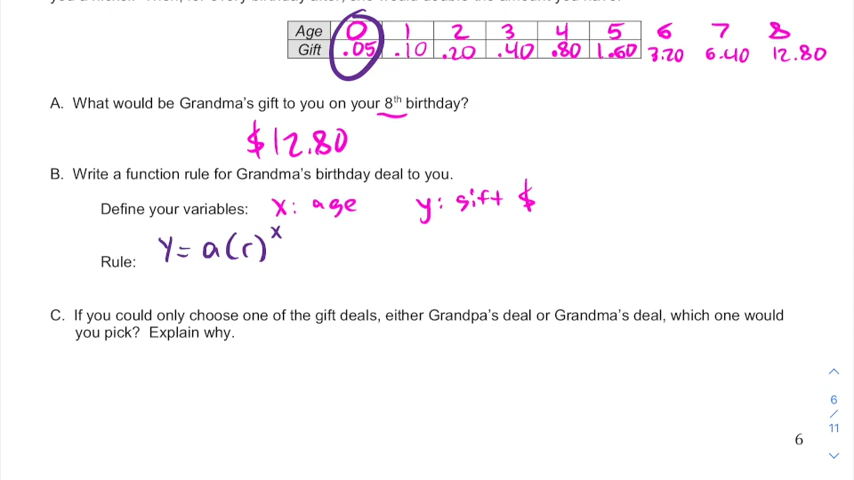 Age 0 1 2 3 4 5 6 7 8
Gift .05 .10 .20 .40 .80 1.60 3.20 6.40 12.80
A. What would be Grandma's gift to you on your 8th birthday?
$12.80
B. Write a function rule for Grandma's birthday deal to you.
Define your variables: x: age y: gift $
Rule: y = a(r)^x
C. If you could only choose one of the gift deals, either Grandpa's deal or Grandma's deal, which one would
you pick? Explain why.
6
/
11
6